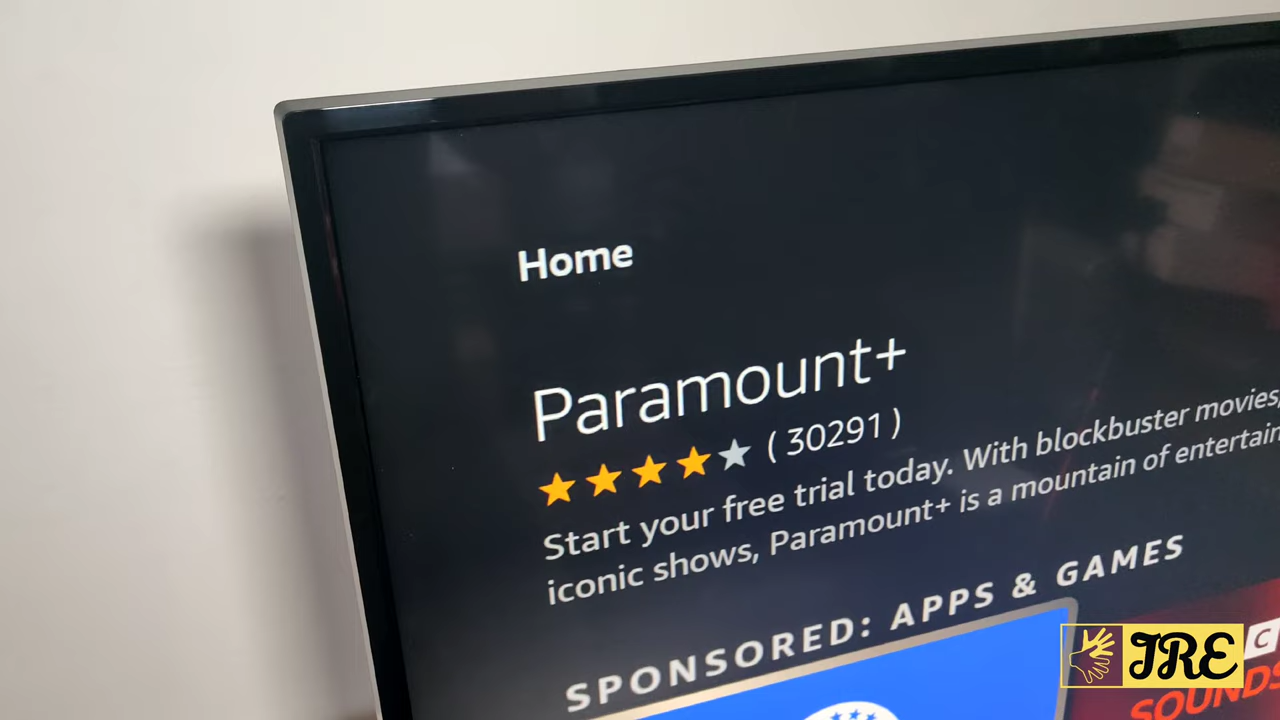 Home
Paramount+
(30291)
Start your free trial today. With blockbuster movies,
iconic shows, Paramount+ is a mountain of entertain
SPONSORED: APPS & GAMES
JRE
C
SOUNDS